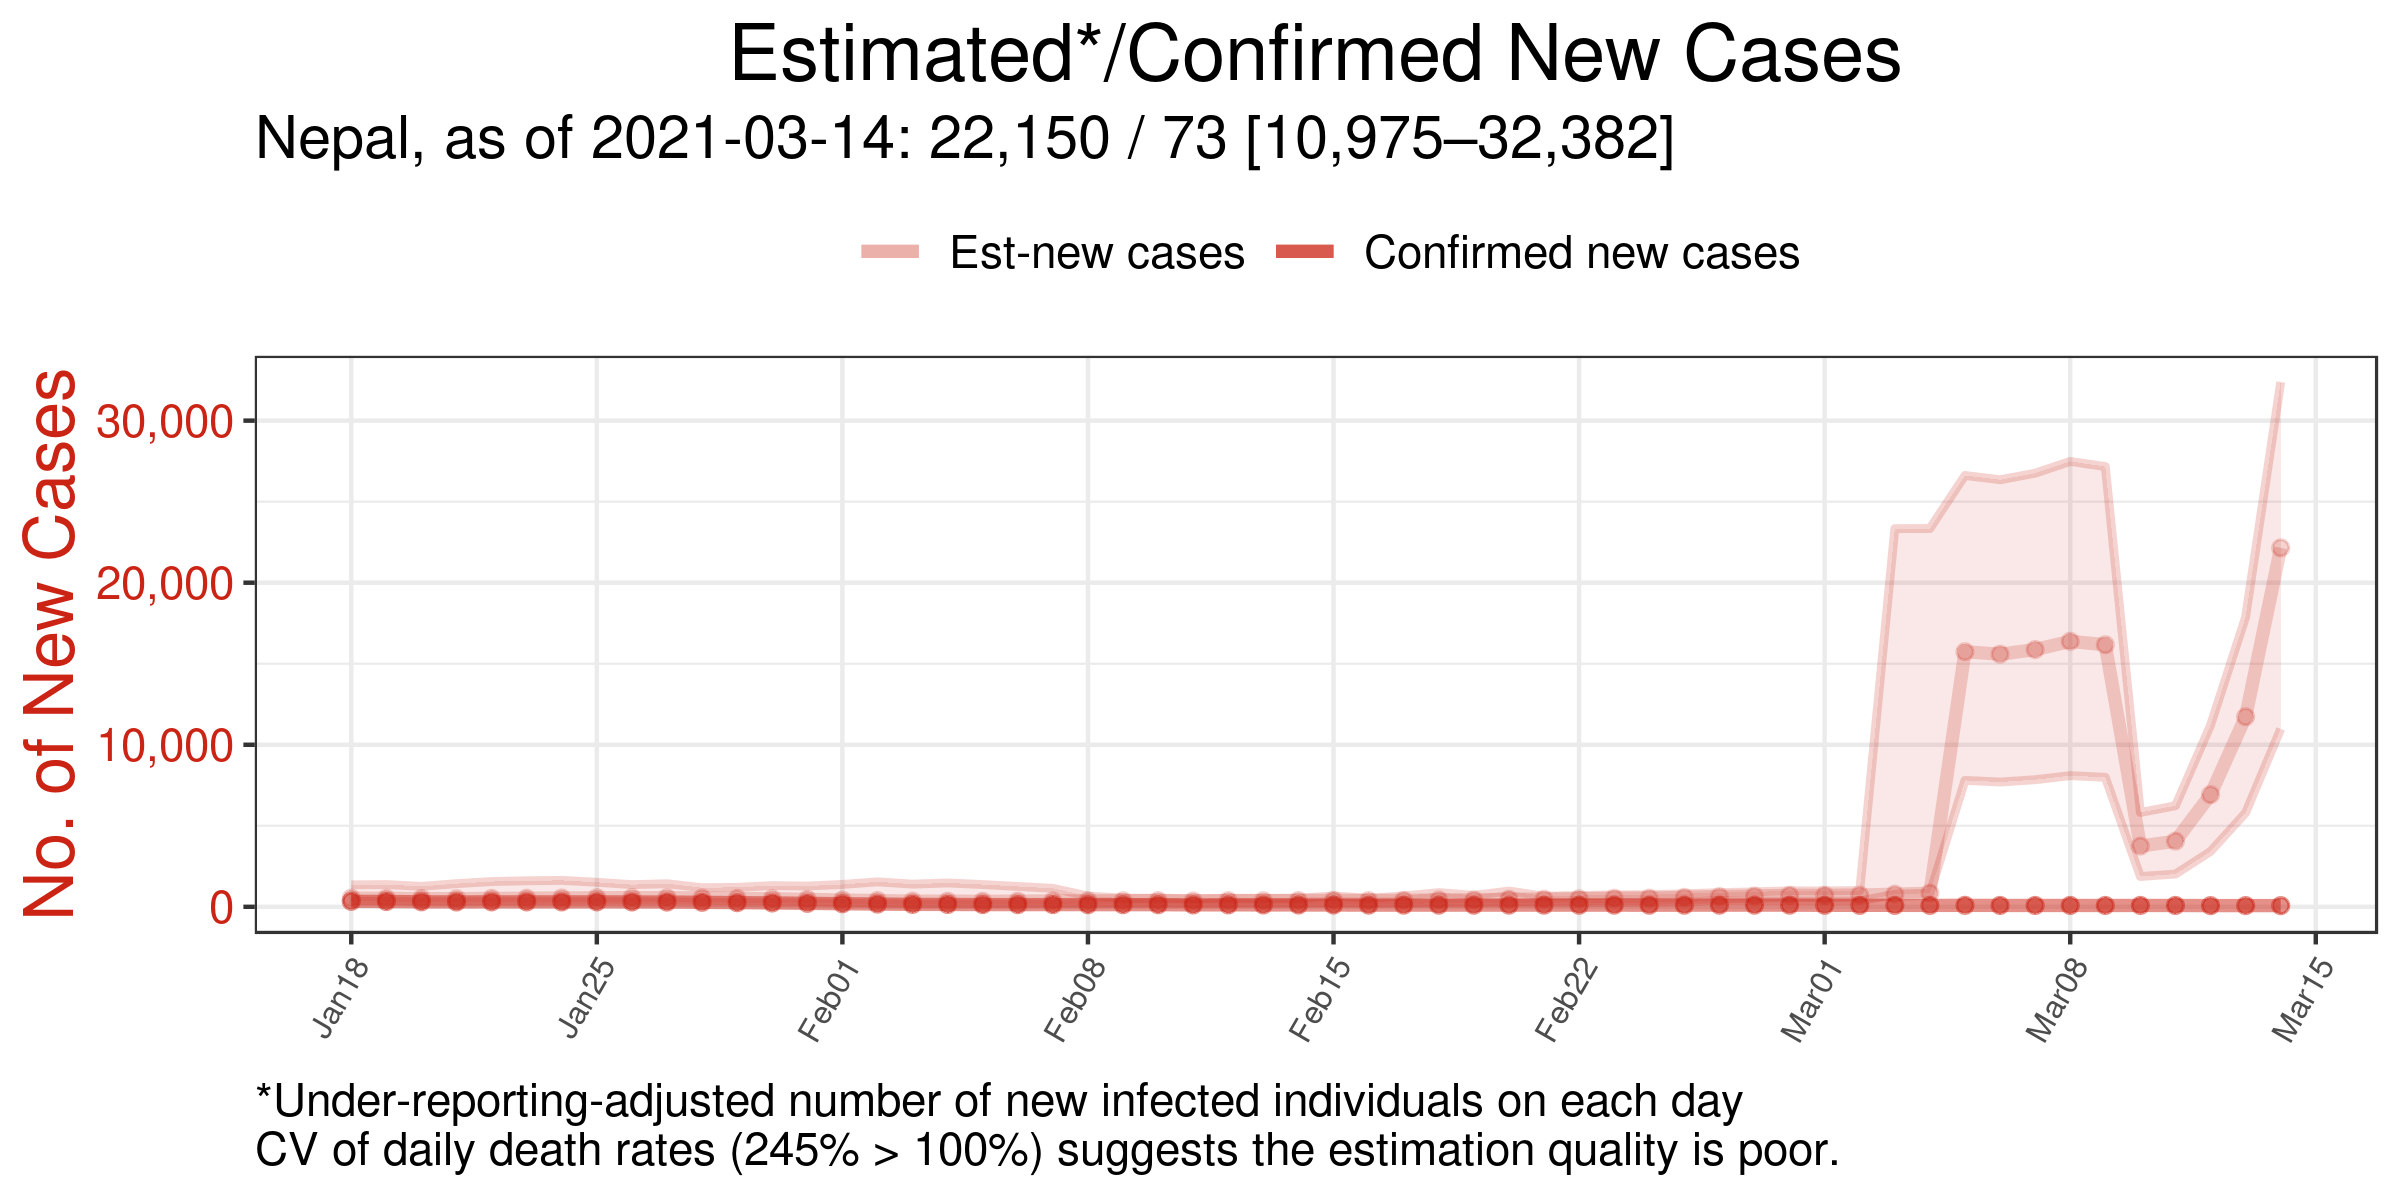 Estimated*/Confirmed New Cases
Nepal, as of 2021-03-14: 22,150 / 73 [10,975–32,382]
Est-new cases Confirmed new cases
No. of New Cases
30,000
20,000
10,000
0
Jan18 Jan25 Feb01 Feb08 Feb15 Feb22 Mar01 Mar08 Mar15
*Under-reporting-adjusted number of new infected individuals on each day
CV of daily death rates (245% > 100%) suggests the estimation quality is poor.